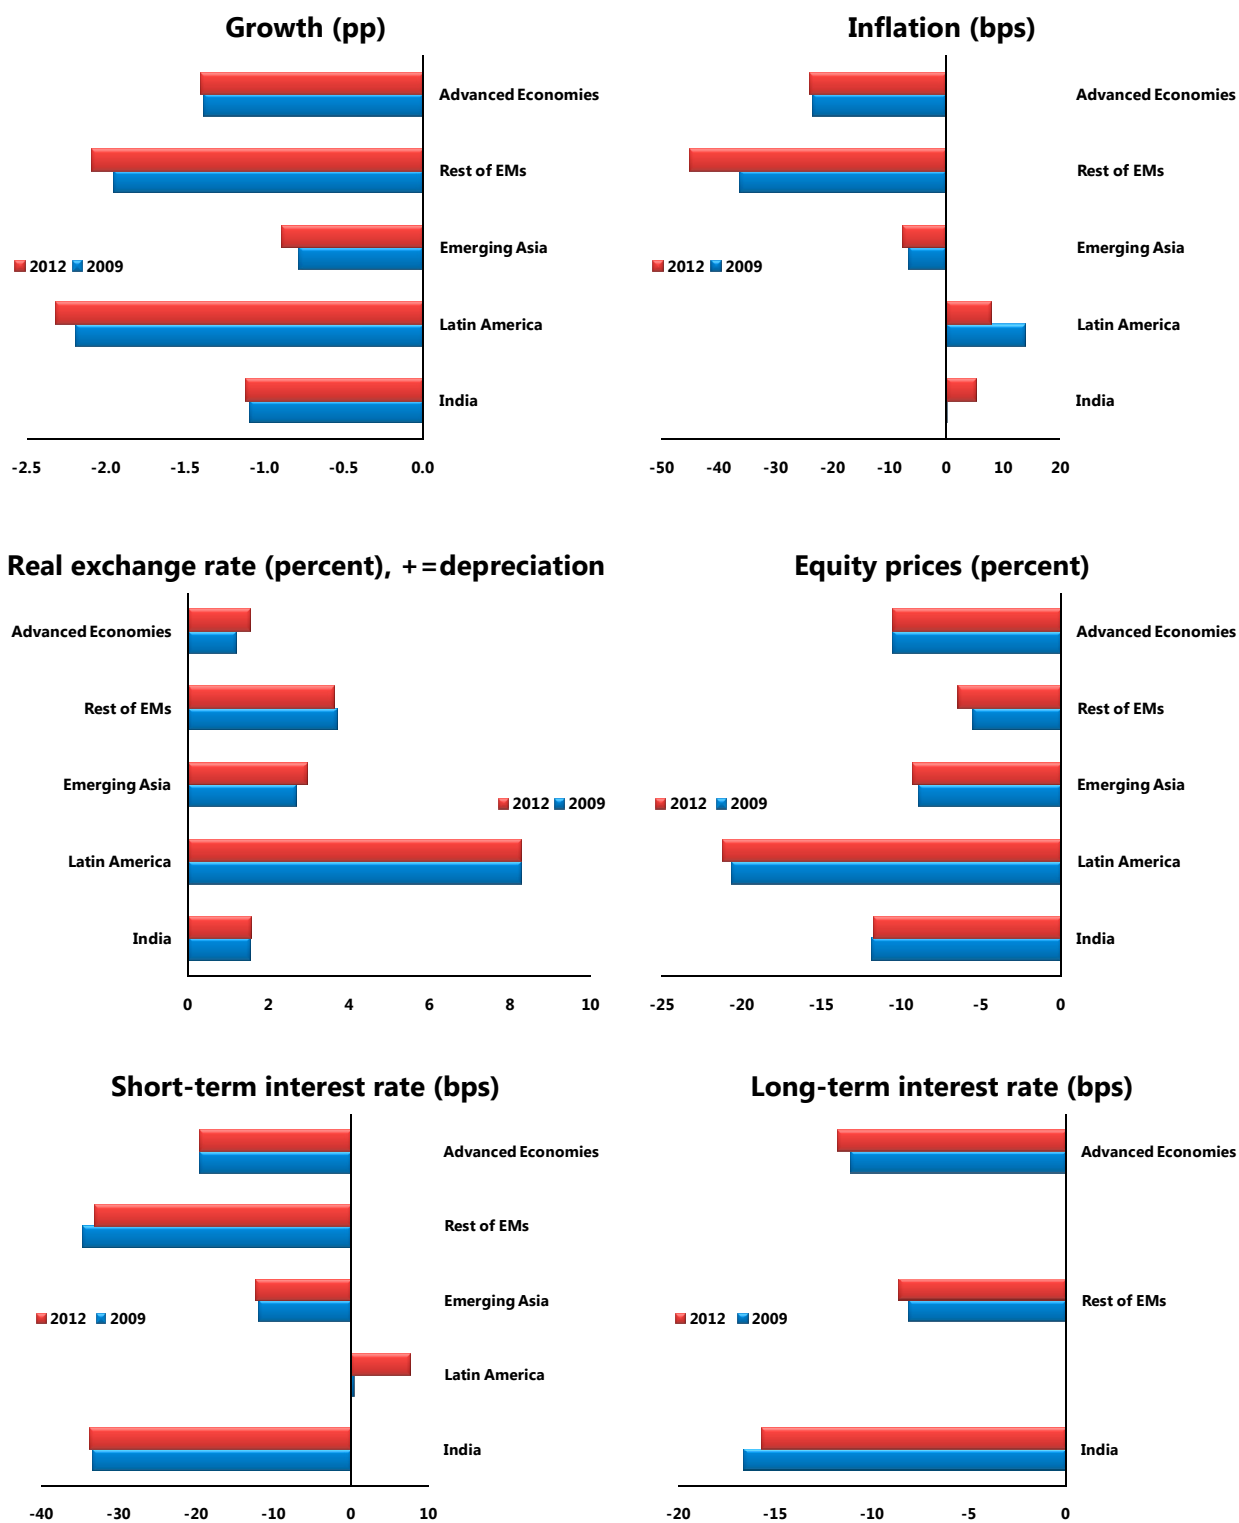 Growth (pp)
Advanced Economies
Rest of EMs
Emerging Asia
2012 2009
Latin America
India
-2.5 -2.0 -1.5 -1.0 -0.5 0.0
Inflation (bps)
Advanced Economies
Rest of EMs
Emerging Asia
2012 2009
Latin America
India
-50 -40 -30 -20 -10 0 10 20
Real exchange rate (percent), +=depreciation
Advanced Economies
Rest of EMs
Emerging Asia
2012 2009
Latin America
India
0 2 4 6 8 10
Equity prices (percent)
Advanced Economies
Rest of EMs
Emerging Asia
2012 2009
Latin America
India
-25 -20 -15 -10 -5 0
Short-term interest rate (bps)
Advanced Economies
Rest of EMs
Emerging Asia
2012 2009
Latin America
India
-40 -30 -20 -10 0 10
Long-term interest rate (bps)
Advanced Economies
Rest of EMs
2012 2009
India
-20 -15 -10 -5 0